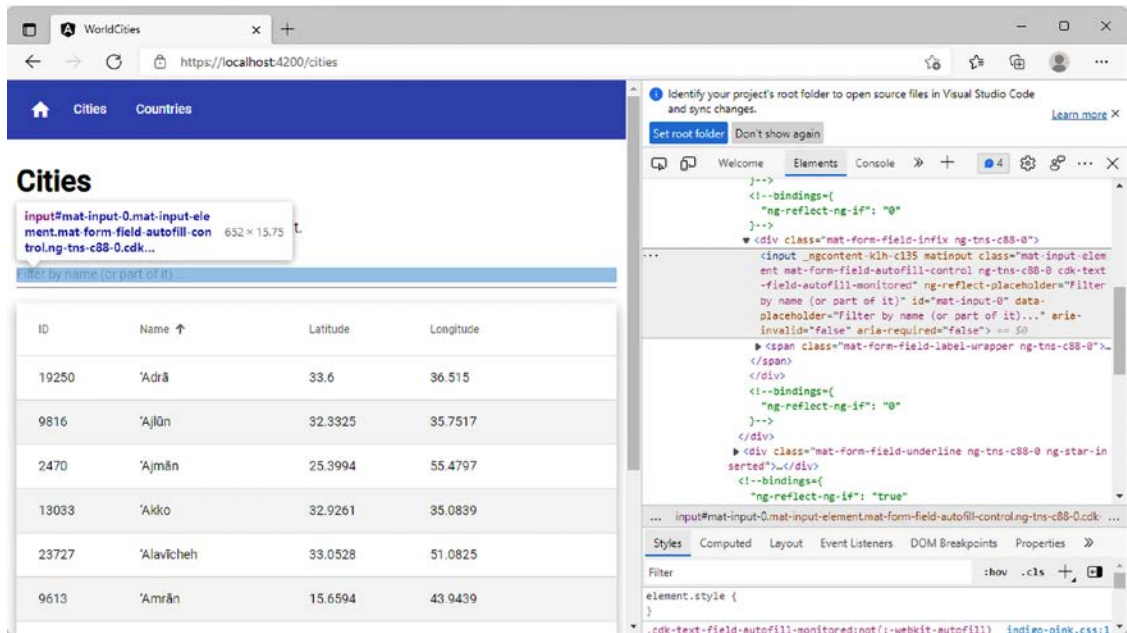 WorldCities
https://localhost:4200/cities
Cities
Countries
Cities
input#mat-input-0.mat-input-ele
ment.mat-form-field-autofill-con
trol.ng-tns-c88-0.cdk...
652 × 15.75
t.
Filter by name (or part of it)...
ID Name ↑ Latitude Longitude
19250 'Adrā 33.6 36.515
9816 'Ajlūn 32.3325 35.7517
2470 'Ajmān 25.3994 55.4797
13033 'Akko 32.9261 35.0839
23727 'Alavīcheh 33.0528 51.0825
9613 'Amrān 15.6594 43.9439
Identify your project's root folder to open source files in Visual Studio Code
and sync changes.
Learn more
Set root folder Don't show again
Welcome Elements Console » + 4
}-->
<!--bindings={
"ng-reflect-ng-if": "0"
}-->
▼<div class="mat-form-field-infix ng-tns-c88-0">
<input _ngcontent-klh-c135 matinput class="mat-input-elem
ent mat-form-field-autofill-control ng-tns-c88-0 cdk-text
-field-autofill-monitored" ng-reflect-placeholder="Filter
by name (or part of it)" id="mat-input-0" data-
placeholder="Filter by name (or part of it)..." aria-
invalid="false" aria-required="false"> == $0
▶<span class="mat-form-field-label-wrapper ng-tns-c88-0">…
</span>
</div>
<!--bindings={
"ng-reflect-ng-if": "0"
}-->
</div>
▶<div class="mat-form-field-underline ng-tns-c88-0 ng-star-in
serted">…</div>
<!--bindings={
"ng-reflect-ng-if": "true"
... input#mat-input-0.mat-input-element.mat-form-field-autofill-control.ng-tns-c88-0.cdk- ...
Styles Computed Layout Event Listeners DOM Breakpoints Properties »
Filter :hov .cls +
element.style {
}
.cdk-text-field-autofill-monitored:not(:-webkit-autofill) indigo-pink.css:1